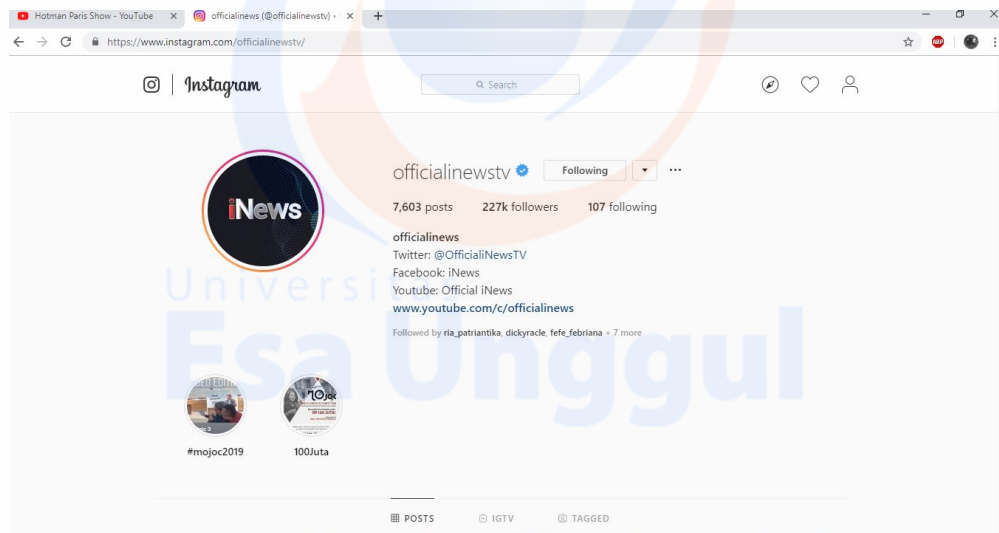 Hotman Paris Show - YouTube
officialinews (@officialinewstv) •
https://www.instagram.com/officialinewstv/
ABP
Instagram
Search
iNews
officialinewstv
Following
7,603 posts 227k followers 107 following
officialinews
Twitter: @OfficialiNewsTV
Facebook: iNews
Youtube: Official iNews
www.youtube.com/c/officialinews
Followed by ria_patriantika, dickyracle, fefe_febriana + 7 more
Universitas
Esa Unggul
#mojoc2019
100Juta
POSTS
IGTV
TAGGED